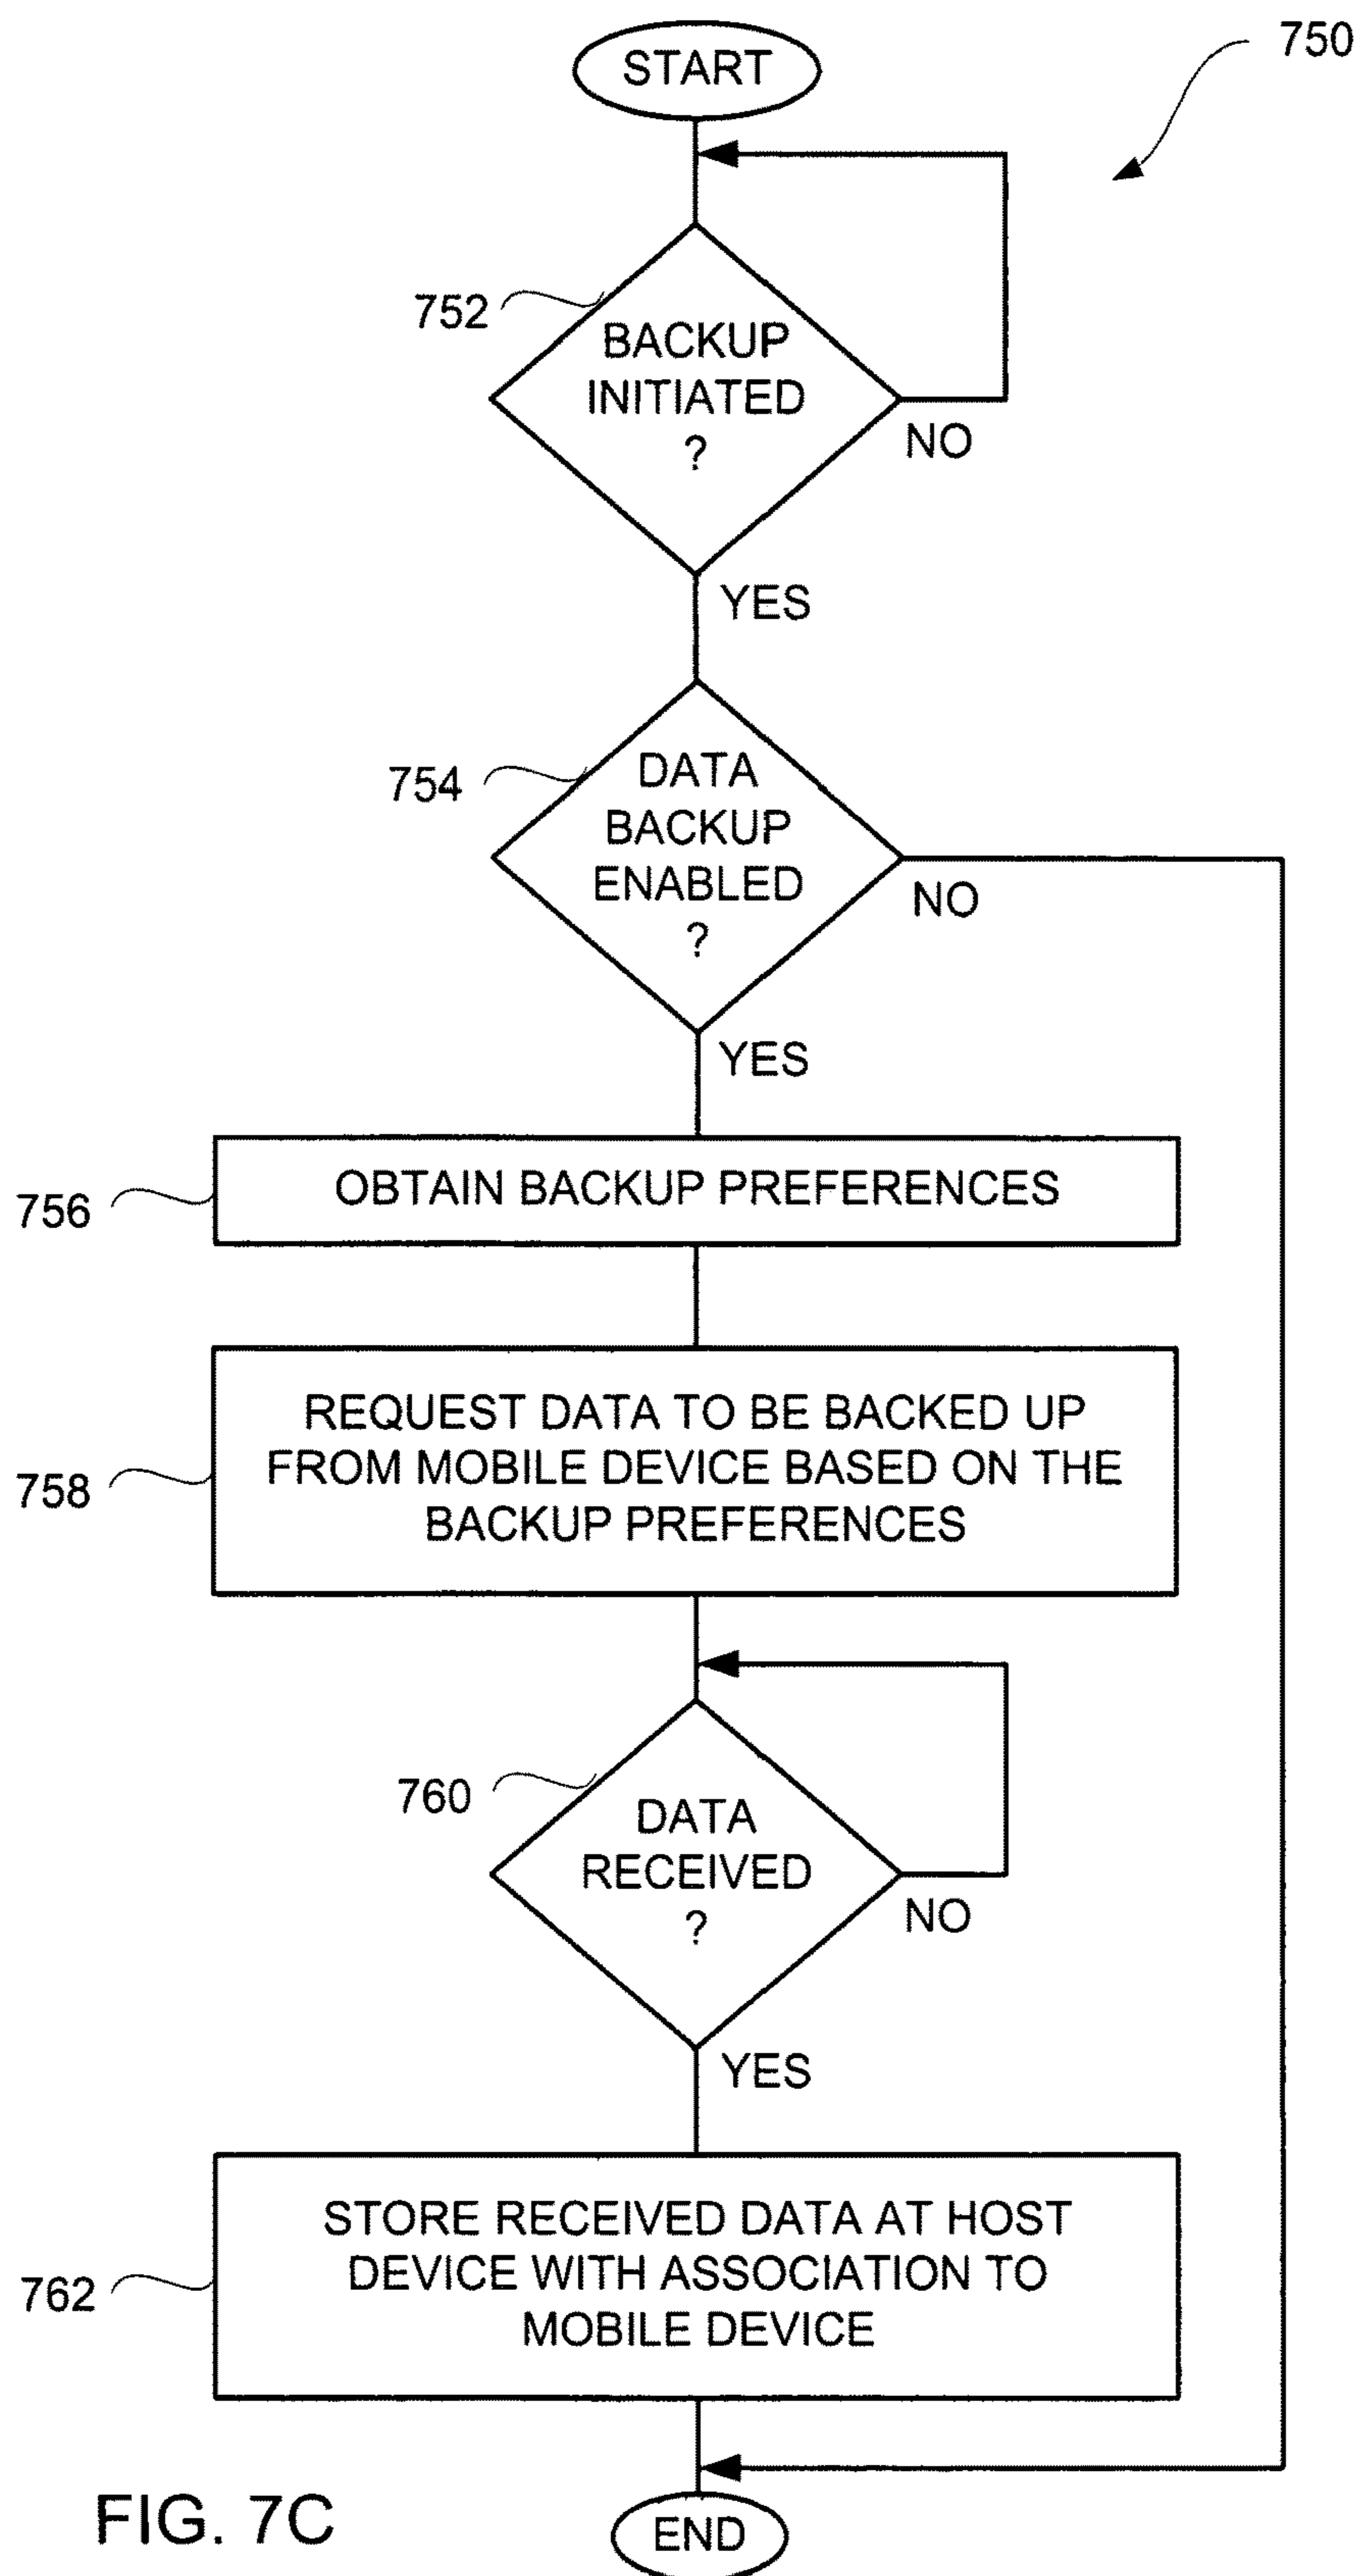 750
START
752
BACKUP
INITIATED
?
NO
YES
754
DATA
BACKUP
ENABLED
?
NO
YES
756
OBTAIN BACKUP PREFERENCES
758
REQUEST DATA TO BE BACKED UP
FROM MOBILE DEVICE BASED ON THE
BACKUP PREFERENCES
760
DATA
RECEIVED
?
NO
YES
762
STORE RECEIVED DATA AT HOST
DEVICE WITH ASSOCIATION TO
MOBILE DEVICE
END
FIG. 7C